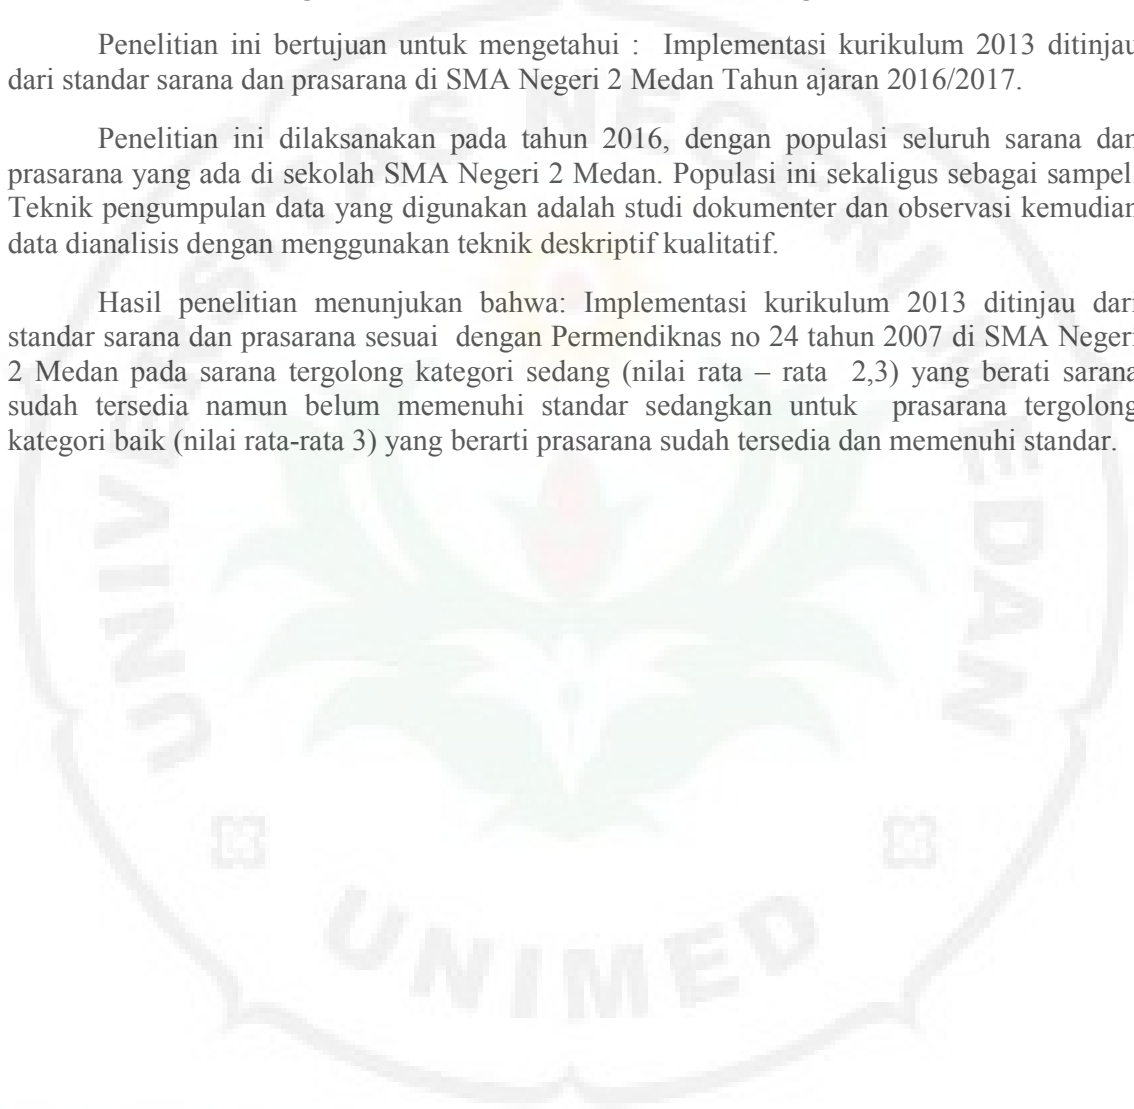 Penelitian ini bertujuan untuk mengetahui : Implementasi kurikulum 2013 ditinjau
dari standar sarana dan prasarana di SMA Negeri 2 Medan Tahun ajaran 2016/2017.
Penelitian ini dilaksanakan pada tahun 2016, dengan populasi seluruh sarana dan
prasarana yang ada di sekolah SMA Negeri 2 Medan. Populasi ini sekaligus sebagai sampel.
Teknik pengumpulan data yang digunakan adalah studi dokumenter dan observasi kemudian
data dianalisis dengan menggunakan teknik deskriptif kualitatif.
Hasil penelitian menunjukan bahwa: Implementasi kurikulum 2013 ditinjau dari
standar sarana dan prasarana sesuai dengan Permendiknas no 24 tahun 2007 di SMA Negeri
2 Medan pada sarana tergolong kategori sedang (nilai rata – rata 2,3) yang berati sarana
sudah tersedia namun belum memenuhi standar sedangkan untuk prasarana tergolong
kategori baik (nilai rata-rata 3) yang berarti prasarana sudah tersedia dan memenuhi standar.
UNIVERSITAS NEGERI MEDAN
UNIMED